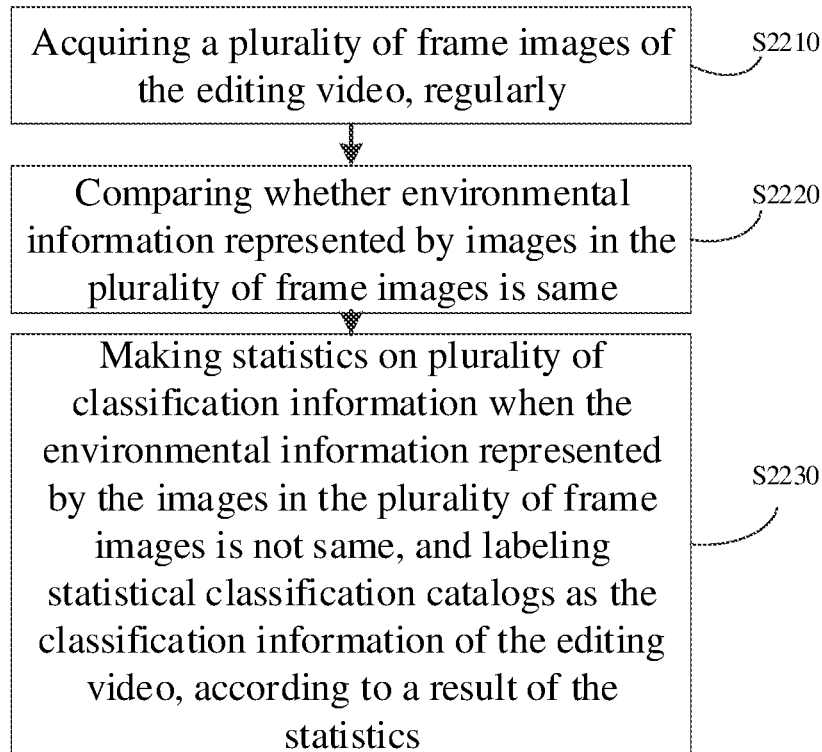 Acquiring a plurality of frame images of
the editing video, regularly
S2210
Comparing whether environmental
information represented by images in the
plurality of frame images is same
S2220
Making statistics on plurality of
classification information when the
environmental information represented
by the images in the plurality of frame
images is not same, and labeling
statistical classification catalogs as the
classification information of the editing
video, according to a result of the
statistics
S2230